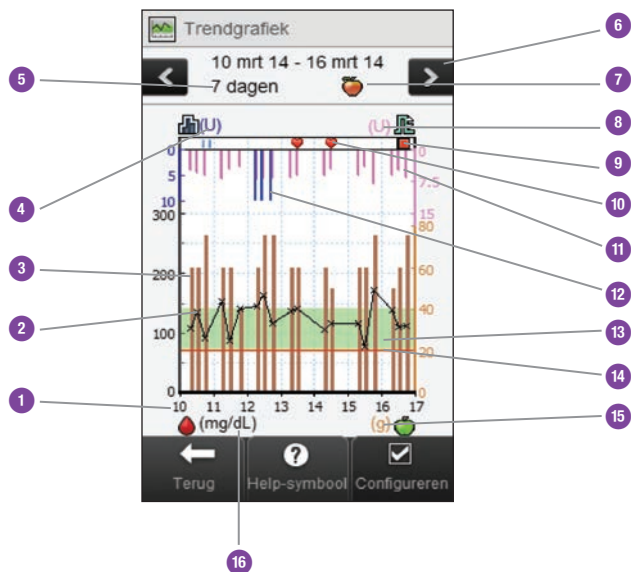 Trendgrafiek
6
10 mrt 14 - 16 mrt 14
5
7 dagen
7
(U)
(U)
8
0
0
9
5
7.5
10
10
15
11
4
300
80
12
3
200
60
2
40
13
100
20
14
0
0
1
10 11 12 13 14 15 16 17
(mg/dL)
(g)
15
?
Terug
Help-symbool
Configureren
16